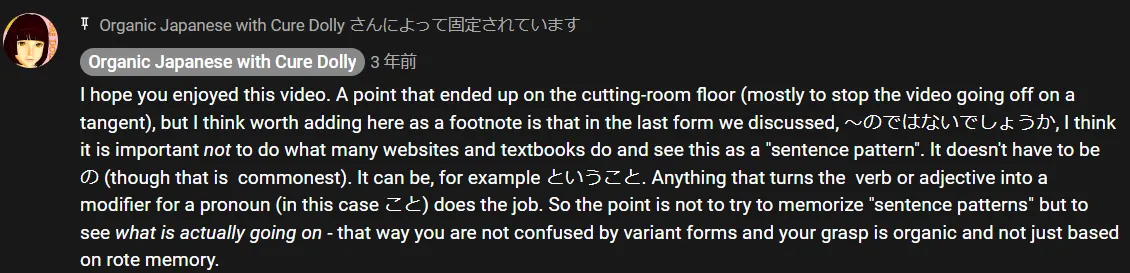 Organic Japanese with Cure Dolly さんによって固定されています
Organic Japanese with Cure Dolly 3 年前
I hope you enjoyed this video. A point that ended up on the cutting-room floor (mostly to stop the video going off on a
tangent), but I think worth adding here as a footnote is that in the last form we discussed, ～のではないでしょうか, I think
it is important not to do what many websites and textbooks do and see this as a "sentence pattern". It doesn't have to be
の (though that is  commonest). It can be, for example ということ. Anything that turns the  verb or adjective into a
modifier for a pronoun (in this case こと) does the job. So the point is not to try to memorize "sentence patterns" but to
see what is actually going on - that way you are not confused by variant forms and your grasp is organic and not just based
on rote memory.